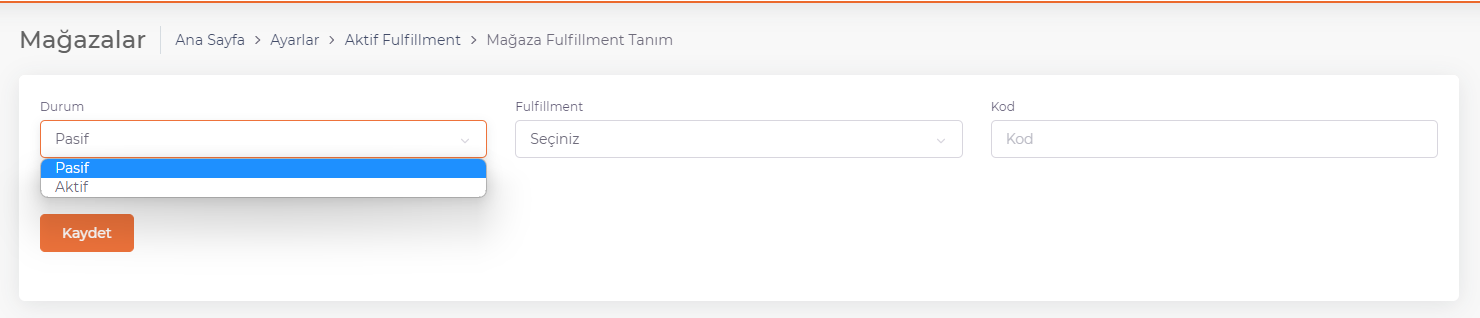 Mağazalar
Ana Sayfa > Ayarlar > Aktif Fulfillment > Mağaza Fulfillment Tanım
Durum
Fulfillment
Kod
Pasif
Seçiniz
Kod
Pasif
Aktif
Kaydet